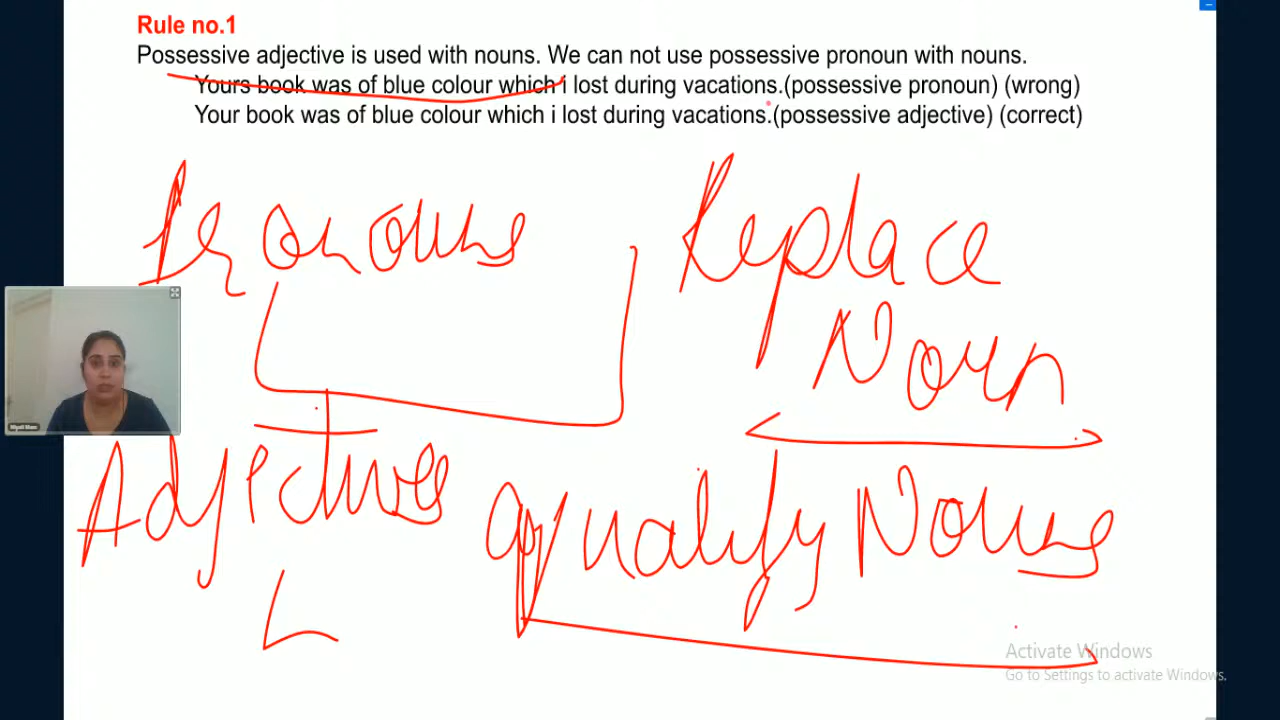 Rule no.1
Possessive adjective is used with nouns. We can not use possessive pronoun with nouns.
Yours book was of blue colour which i lost during vacations.(possessive pronoun) (wrong)
Your book was of blue colour which i lost during vacations.(possessive adjective) (correct)
Pronouns Replace
Noun
Adjectives qualify Nouns
Activate Windows
Go to Settings to activate Windows.